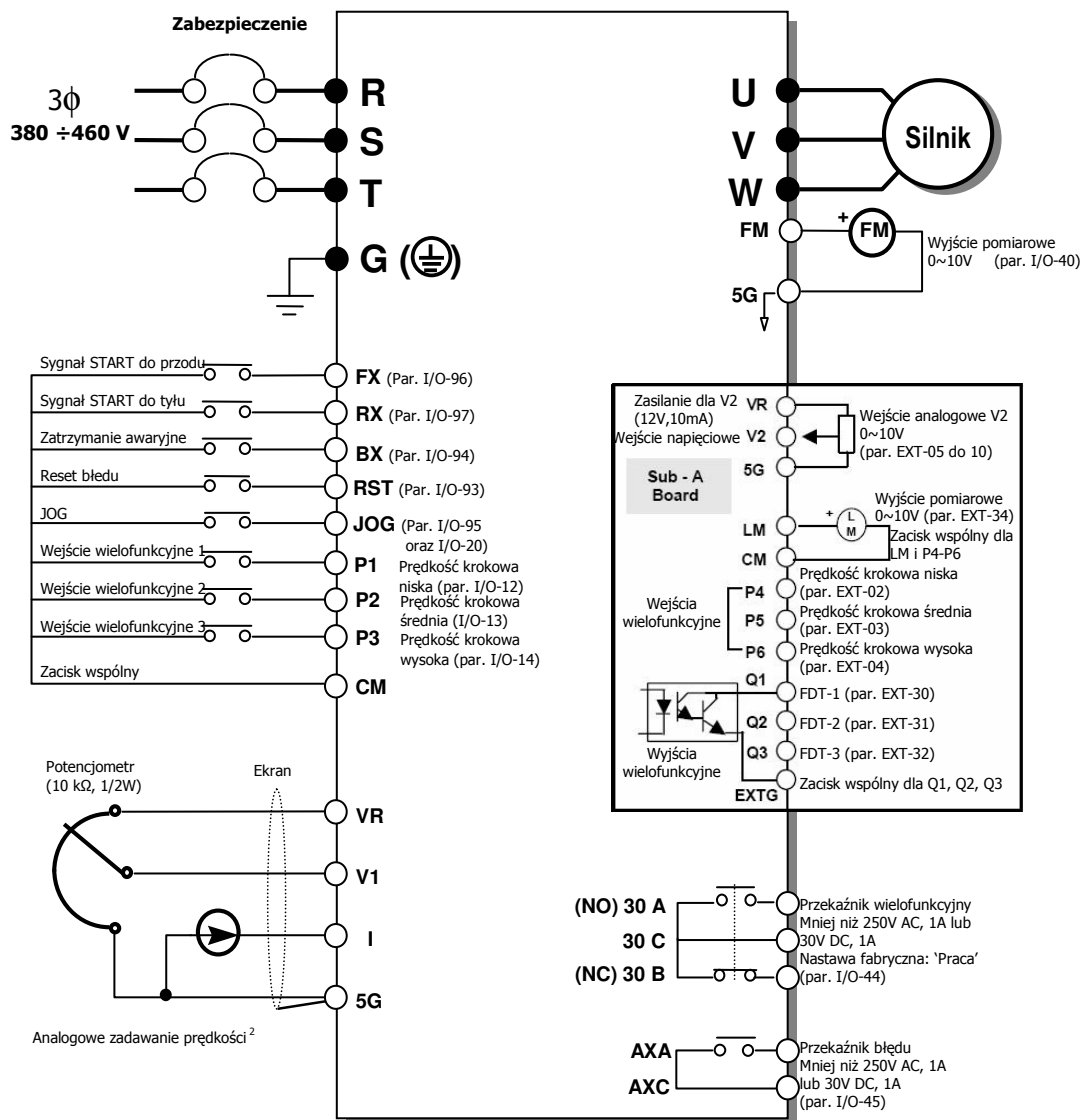 Zabezpieczenie
3ϕ
380 ÷460 V
R
S
T
G
U
V
W
Silnik
FM
+
FM
Wyjście pomiarowe
0~10V (par. I/O-40)
5G
Sygnał START do przodu
FX (Par. I/O-96)
Sygnał START do tyłu
RX (Par. I/O-97)
Zatrzymanie awaryjne
BX (Par. I/O-94)
Reset błedu
RST (Par. I/O-93)
JOG
JOG (Par. I/O-95
oraz I/O-20)
Wejście wielofunkcyjne 1
P1 Prędkość krokowa
niska (par. I/O-12)
Wejście wielofunkcyjne 2
P2 Prędkość krokowa
średnia (I/O-13)
Wejście wielofunkcyjne 3
P3 Prędkość krokowa
wysoka (par. I/O-14)
Zacisk wspólny
CM
Potencjometr
(10 kΩ, 1/2W)
Ekran
VR
V1
I
5G
Analogowe zadawanie prędkości 2
Zasilanie dla V2
(12V,10mA)
VR
Wejście napięciowe V2
5G
Wejście analogowe V2
0~10V
(par. EXT-05 do 10)
Sub - A
Board
LM
+
L
M
Wyjście pomiarowe
0~10V (par. EXT-34)
CM
Zacisk wspólny dla
LM i P4-P6
Wejścia
wielofunkcyjne
P4
Prędkość krokowa niska
(par. EXT-02)
P5
Prędkość krokowa średnia
(par. EXT-03)
P6
Prędkość krokowa wysoka
(par. EXT-04)
Q1
FDT-1 (par. EXT-30)
Q2
FDT-2 (par. EXT-31)
Q3
FDT-3 (par. EXT-32)
Wyjścia
wielofunkcyjne
EXTG
Zacisk wspólny dla Q1, Q2, Q3
(NO) 30 A
30 C
(NC) 30 B
Przekaźnik wielofunkcyjny
Mniej niż 250V AC, 1A lub
30V DC, 1A
Nastawa fabryczna: ‘Praca’
(par. I/O-44)
AXA
AXC
Przekaźnik błędu
Mniej niż 250V AC, 1A
lub 30V DC, 1A
(par. I/O-45)